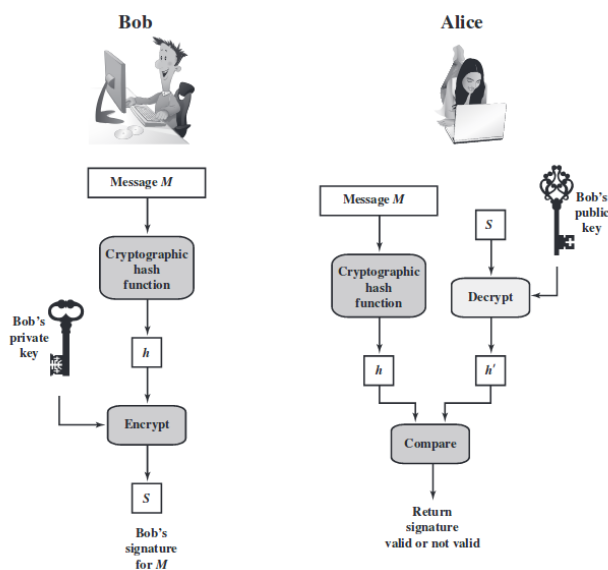 Bob
Message M
Cryptographic
hash
function
Bob's
private
key
h
Encrypt
S
Bob's
signature
for M
Alice
Message M
Bob's
public
key
S
Cryptographic
hash
function
Decrypt
h
h′
Compare
Return
signature
valid or not valid